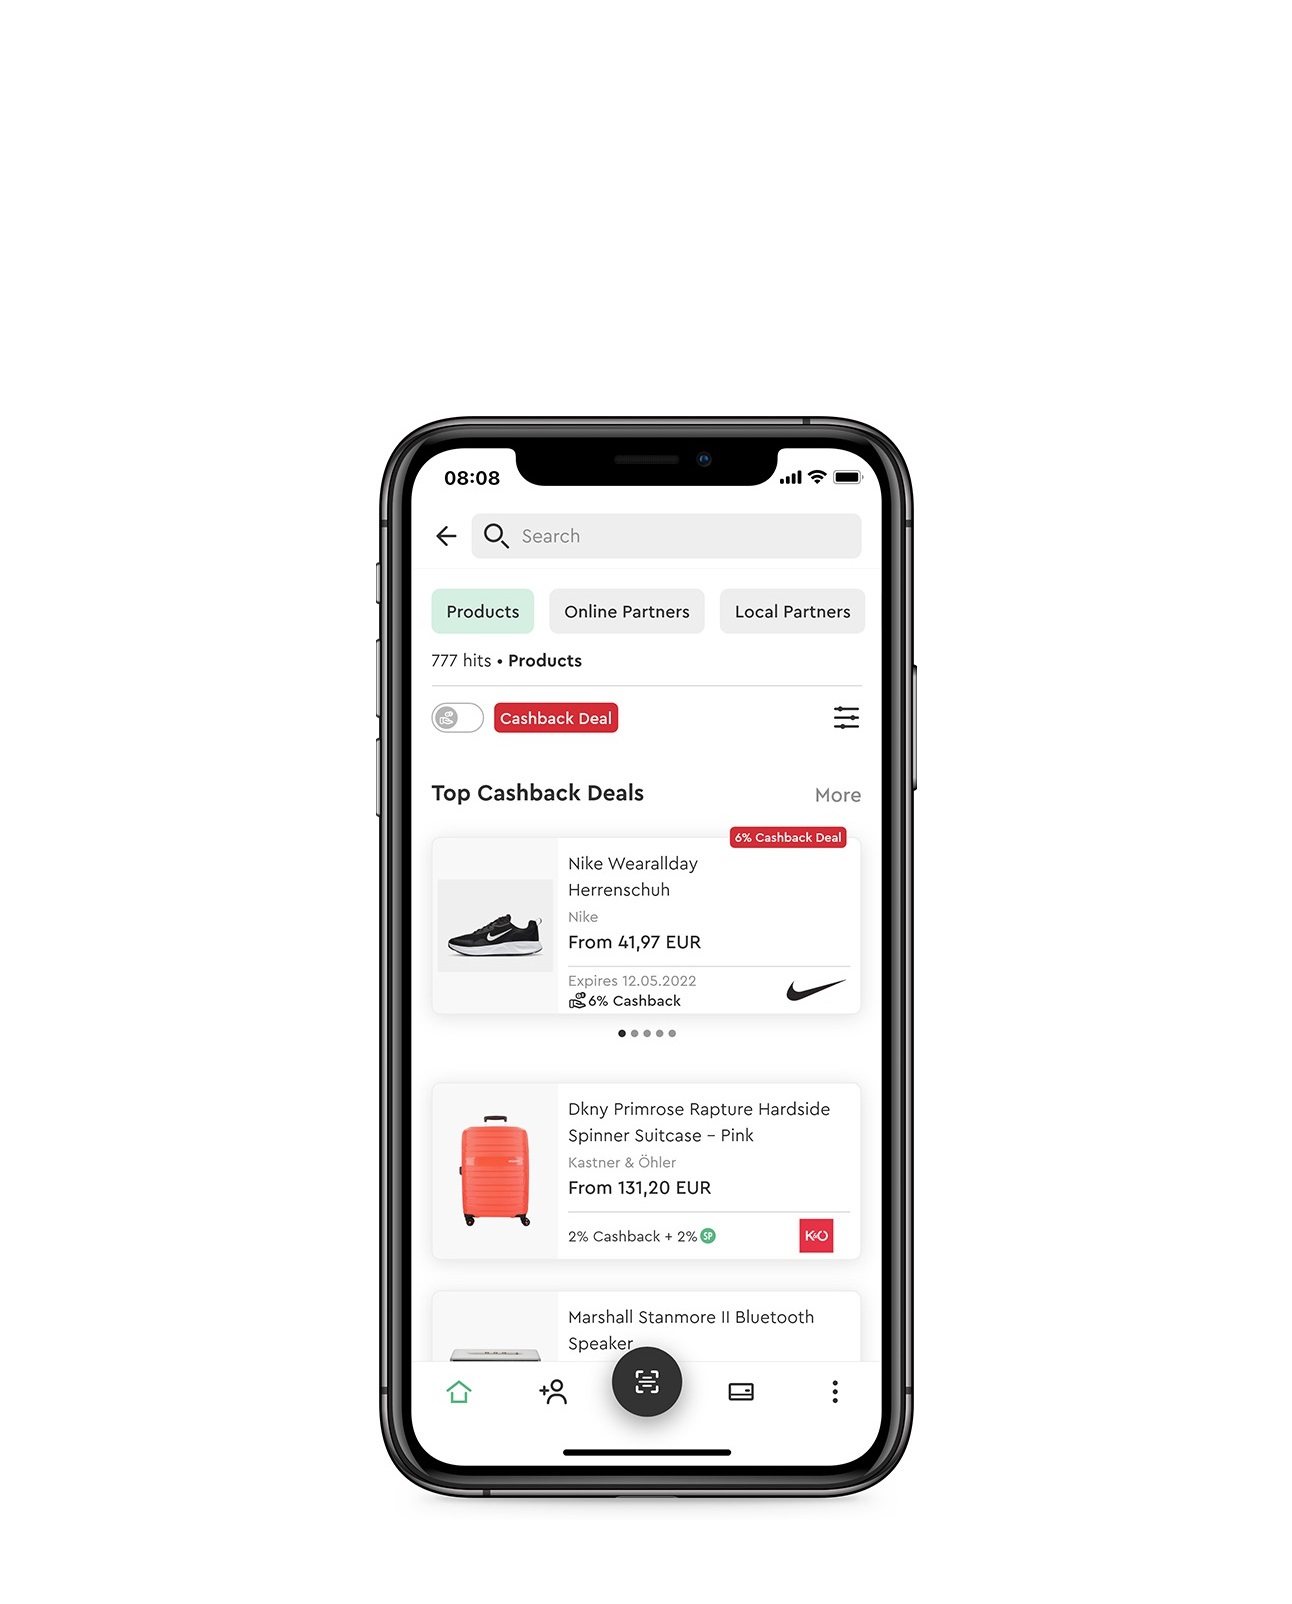 08:08
Search
Products
Online Partners
Local Partners
777 hits • Products
Cashback Deal
Top Cashback Deals
More
6% Cashback Deal
Nike Wearallday
Herrenschuh
Nike
From 41,97 EUR
Expires 12.05.2022
6% Cashback
Dkny Primrose Rapture Hardside
Spinner Suitcase – Pink
Kastner & Öhler
From 131,20 EUR
2% Cashback + 2% SP
K&Ö
Marshall Stanmore II Bluetooth
Speaker